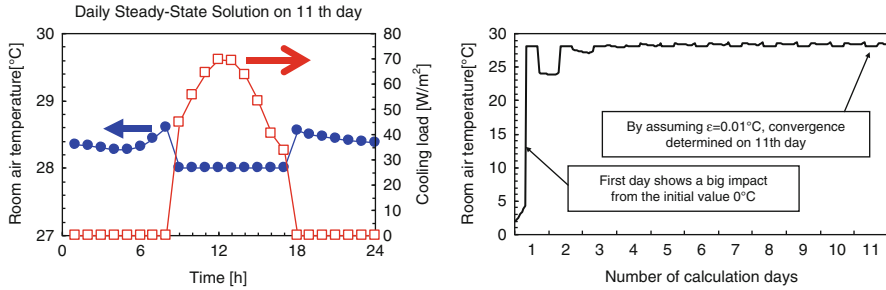 Daily Steady-State Solution on 11 th day
Room air temperature[°C]
30
29
28
27
0
6
12
18
24
Time [h]
80
70
60
50
40
30
20
10
0
Cooling load [W/m²]
Room air temperature[°C]
30
25
20
15
10
5
0
1 2 3 4 5 6 7 8 9 10 11
Number of calculation days
By assuming ε=0.01°C, convergence
determined on 11th day
First day shows a big impact
from the initial value 0°C